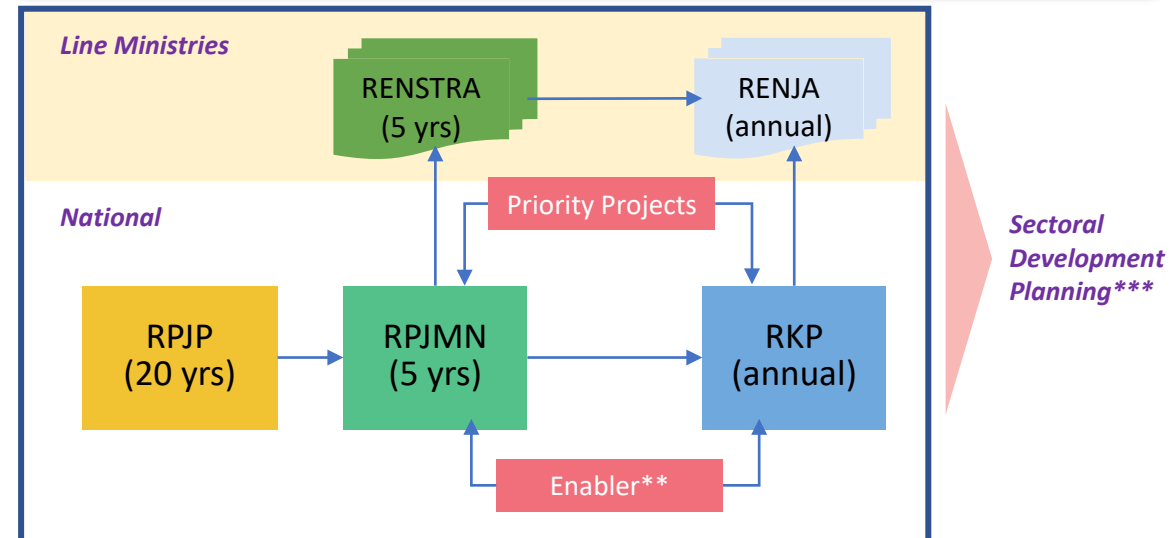 Line Ministries
RENSTRA
(5 yrs)
RENJA
(annual)
Priority Projects
National
Sectoral
Development
Planning***
RPJP
(20 yrs)
RPJMN
(5 yrs)
RKP
(annual)
Enabler**